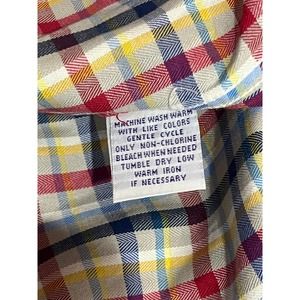 MACHINE WASH WARM
WITH LIKE COLORS
GENTLE CYCLE
ONLY NON-CHLORINE
BLEACH WHEN NEEDED
TUMBLE DRY LOW
WARM IRON
IF NECESSARY